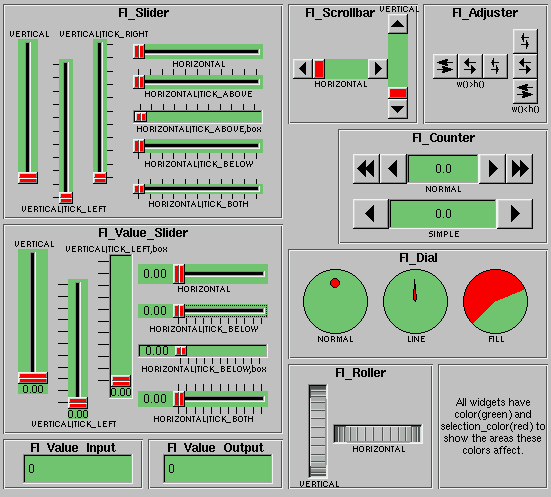 Fl_Slider
VERTICAL
VERTICAL|TICK_RIGHT
HORIZONTAL
HORIZONTAL|TICK_ABOVE
HORIZONTAL|TICK_ABOVE,box
HORIZONTAL|TICK_BELOW
HORIZONTAL|TICK_BOTH
VERTICAL|TICK_LEFT
Fl_Scrollbar
VERTICAL
HORIZONTAL
Fl_Adjuster
w()>h()
w()<h()
Fl_Counter
0.0
NORMAL
0.0
SIMPLE
Fl_Value_Slider
VERTICAL
VERTICAL|TICK_LEFT,box
0.00
HORIZONTAL
0.00
HORIZONTAL|TICK_BELOW
0.00
HORIZONTAL|TICK_BELOW,box
0.00
HORIZONTAL|TICK_BOTH
0.00
0.00
0.00
VERTICAL|TICK_LEFT
Fl_Dial
NORMAL
LINE
FILL
Fl_Roller
HORIZONTAL
VERTICAL
All widgets have
color(green) and
selection_color(red) to
show the areas these
colors affect.
Fl_Value_Input
0
Fl_Value_Output
0